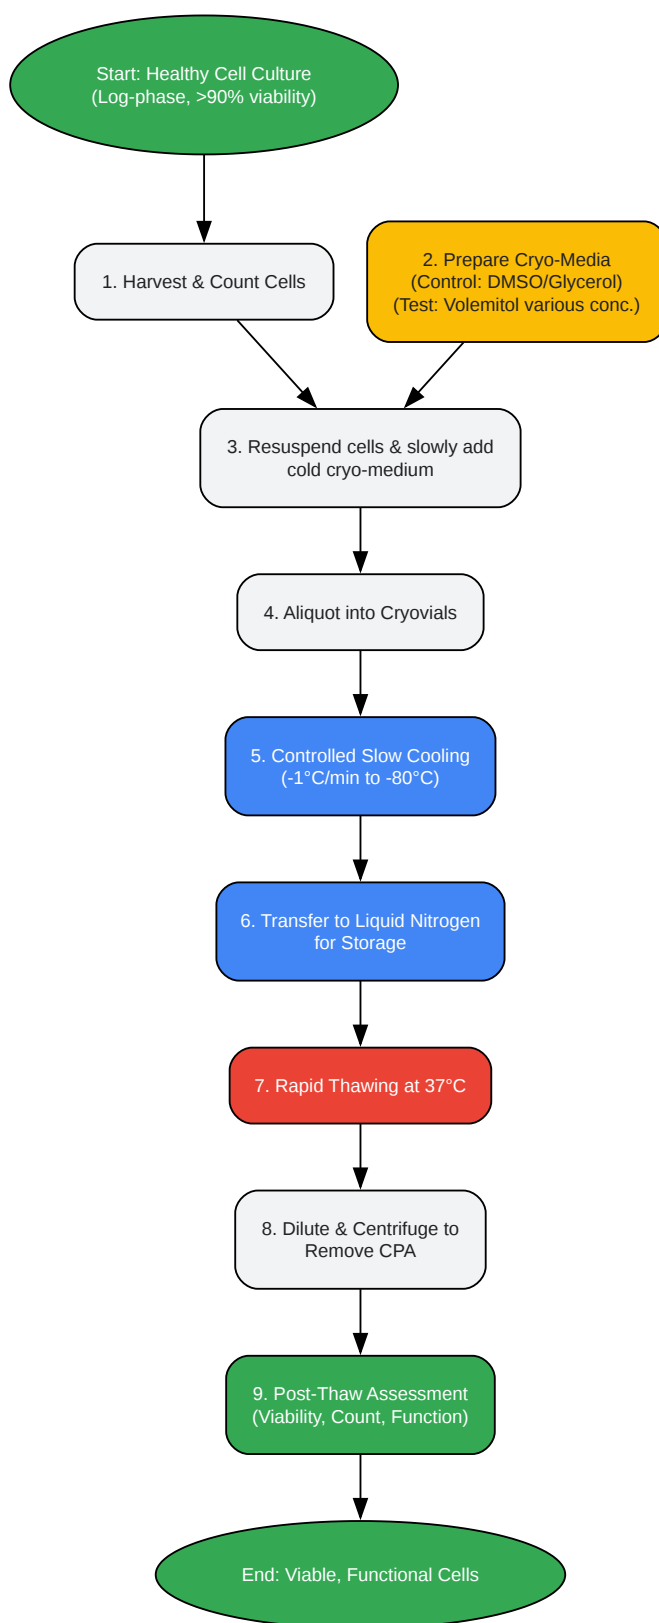 Start: Healthy Cell Culture
(Log-phase, >90% viability)
1. Harvest & Count Cells
2. Prepare Cryo-Media
(Control: DMSO/Glycerol)
(Test: Volemitol various conc.)
3. Resuspend cells & slowly add
cold cryo-medium
4. Aliquot into Cryovials
5. Controlled Slow Cooling
(-1°C/min to -80°C)
6. Transfer to Liquid Nitrogen
for Storage
7. Rapid Thawing at 37°C
8. Dilute & Centrifuge to
Remove CPA
9. Post-Thaw Assessment
(Viability, Count, Function)
End: Viable, Functional Cells